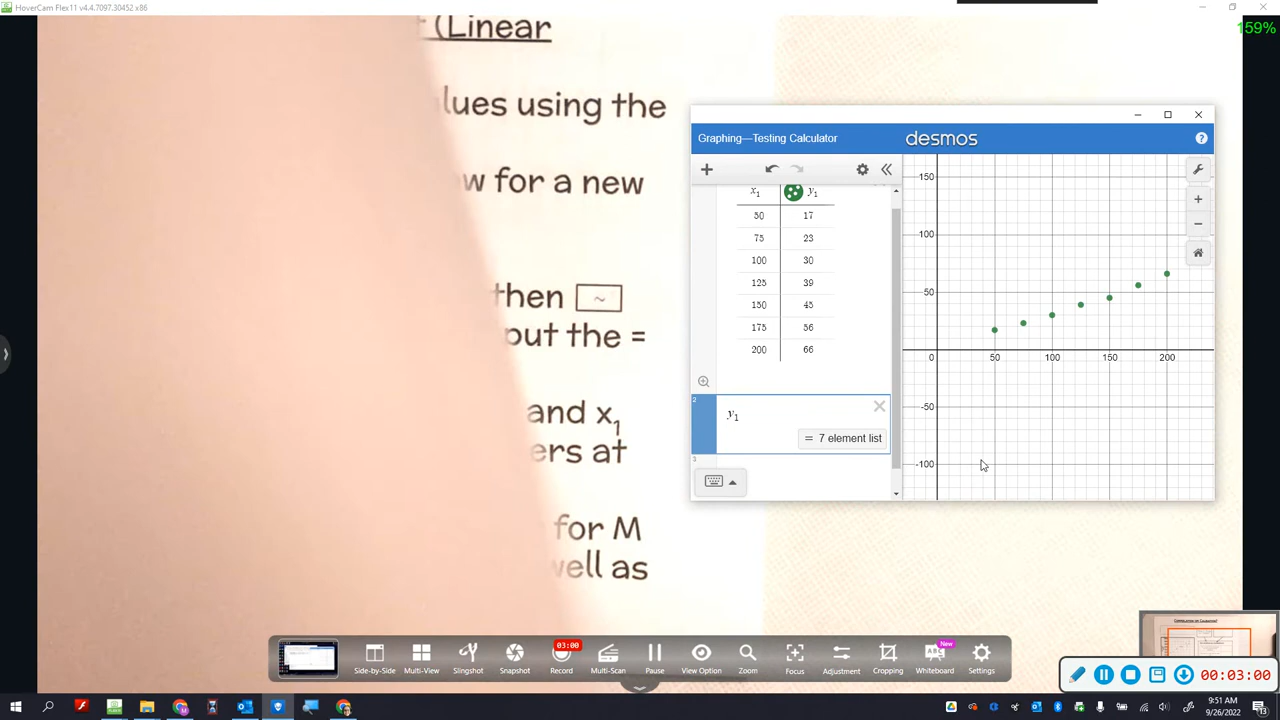 HoverCam Flex11 v4.4.7097.30452 x86
159%
(Linear
lues using the
w for a new
then ~
put the =
and x₁
ers at
for M
well as
Graphing—Testing Calculator
desmos
x₁ y₁
50 17
75 23
100 30
125 39
150 45
175 56
200 66
2
y₁
= 7 element list
3
150
100
50
0 50 100 150 200
-50
-100
03:00
New
Side-by-Side Multi-View Slingshot Snapshot Record Multi-Scan Pause View Option Zoom Focus Adjustment Cropping Whiteboard Settings
00:03:00
9:51 AM
9/26/2022